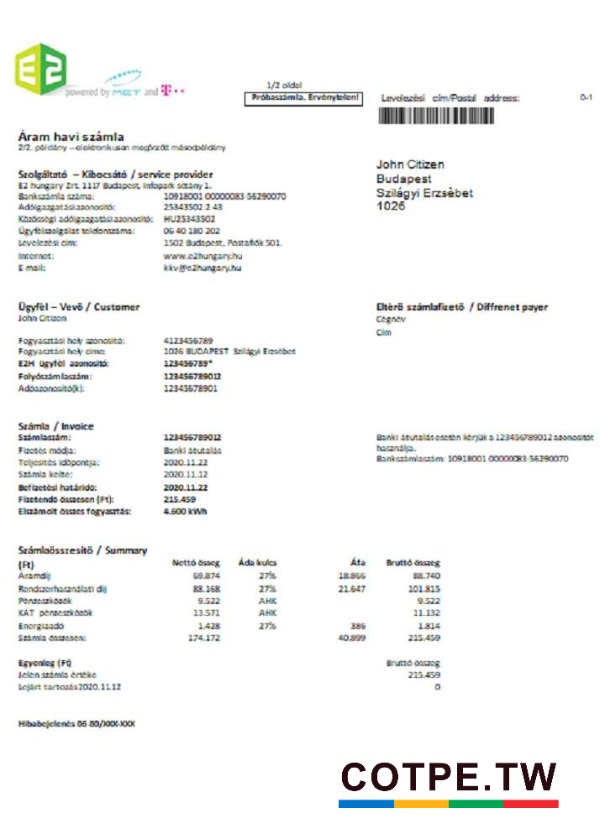 E2
powered by MET and T
1/2 oldal
Próbaszámla. Érvénytelen!
Levelezési cím/Postal address:
0-1
Áram havi számla
2/2. példány – elektronikusan megőrzött másodpéldány
John Citizen
Budapest
Szilágyi Erzsèbet
1026
Szolgáltató – Kibocsátó / service provider
E2 hungary Zrt. 1117 Budapest, Infopark sétány 1.
Bankszámla száma: 10918001-00000083-56290070
Adóigazgatási azonosító: 25343502-2-43
Közösségi adóigazgatási azonosító: HU25343502
Ügyfélszolgálat telefonszáma: 06 40 180 202
Levelezési cím: 1502 Budapest, Postafiók 501.
Internet: www.e2hungary.hu
E-mail: kkv@e2hungary.hu
Ügyfèl – Vevő / Customer
John Citizen
Eltèrő számlafizető / Diffrenet payer
Cégnév
Cím
Fogyasztási hely azonosító: 4123456789
Fogyasztási hely címe: 1026 BUDAPEST Szilágyi Erzsébet
E2H ügyfél azonosító: 123456789*
Folyószámlaszám: 123456789012
Adóazonosító(k): 12345678901
Számla / Invoice
Számlaszám: 123456789012
Fizetés módja: Banki átutalás
Teljesítés időpontja: 2020.11.22
Számla kelte: 2020.11.12
Befizetési határidő: 2020.11.22
Fizetendő összesen (Ft): 215.459
Elszámolt összes fogyasztás: 4.600 kWh
Banki átutalás esetén kérjük a 123456789012 azonosítót
használja.
Bankszámlaszám: 10918001-00000083-56290070
Számlaösszesítő / Summary
(Ft) Nettó összeg Áda kulcs Áfa Bruttó összeg
Áramdíj 69.874 27% 18.866 88.740
Rendszerhasználati díj 88.168 27% 21.647 101.815
Pénzeszközök 9.522 AHK 9.522
KÁT pénzeszközök 13.571 AHK 11.132
Energiaadó 1.428 27% 386 1.814
Számla összesen: 174.172 40.899 215.459
Egyenleg (Ft) Bruttó összeg
Jelen számla értéke 215.459
Lejárt tartozás 2020.11.12 0
Hibabejelenés 06 80/XXX-XXX
COTPE.TW